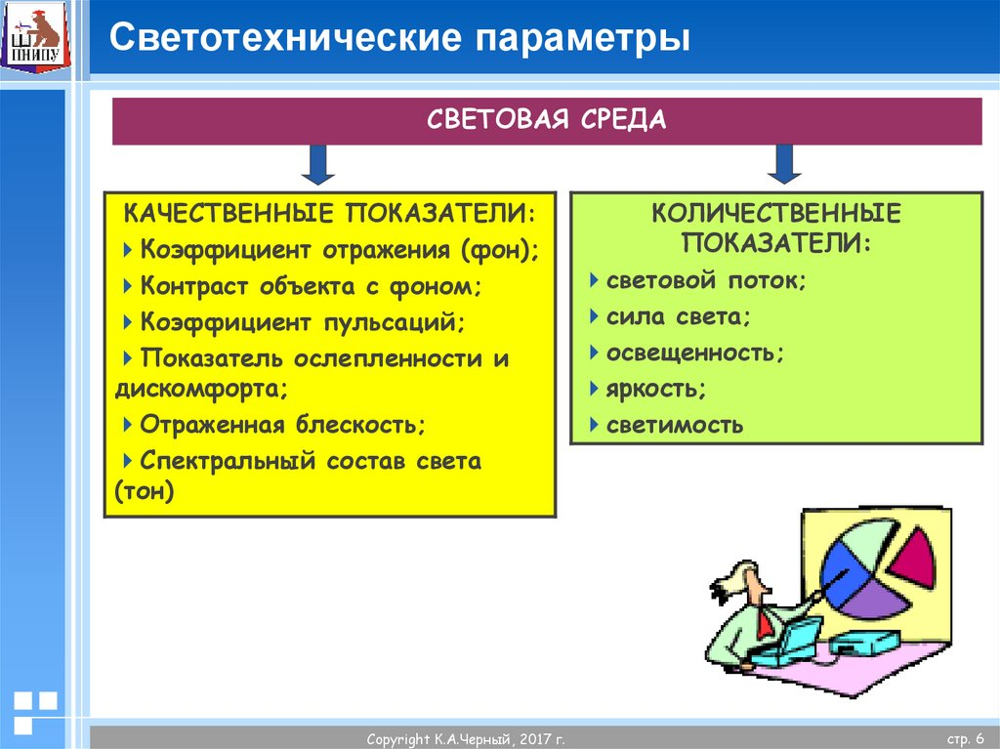 Светотехнические параметры
ПНИПУ
СВЕТОВАЯ СРЕДА
КАЧЕСТВЕННЫЕ ПОКАЗАТЕЛИ:
Коэффициент отражения (фон);
Контраст объекта с фоном;
Коэффициент пульсаций;
Показатель ослепленности и
дискомфорта;
Отраженная блескость;
Спектральный состав света
(тон)
КОЛИЧЕСТВЕННЫЕ
ПОКАЗАТЕЛИ:
световой поток;
сила света;
освещенность;
яркость;
светимость
Copyright К.А.Черный, 2017 г.
стр. 6